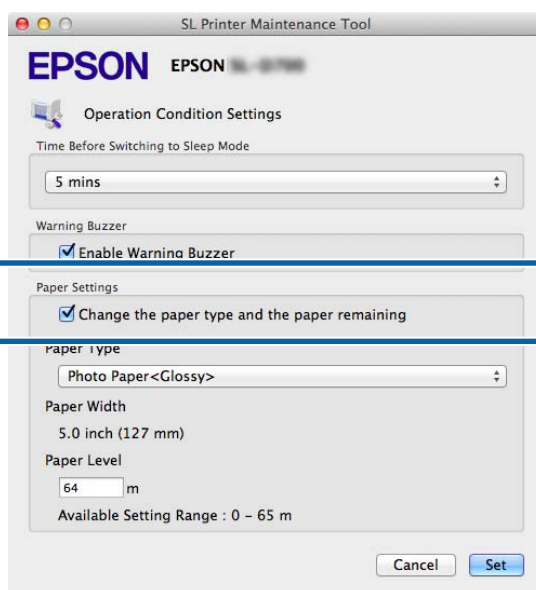 SL Printer Maintenance Tool
EPSON EPSON
Operation Condition Settings
Time Before Switching to Sleep Mode
5 mins
Warning Buzzer
Enable Warning Buzzer
Paper Settings
Change the paper type and the paper remaining
Paper Type
Photo Paper<Glossy>
Paper Width
5.0 inch (127 mm)
Paper Level
64 m
Available Setting Range : 0 – 65 m
Cancel Set